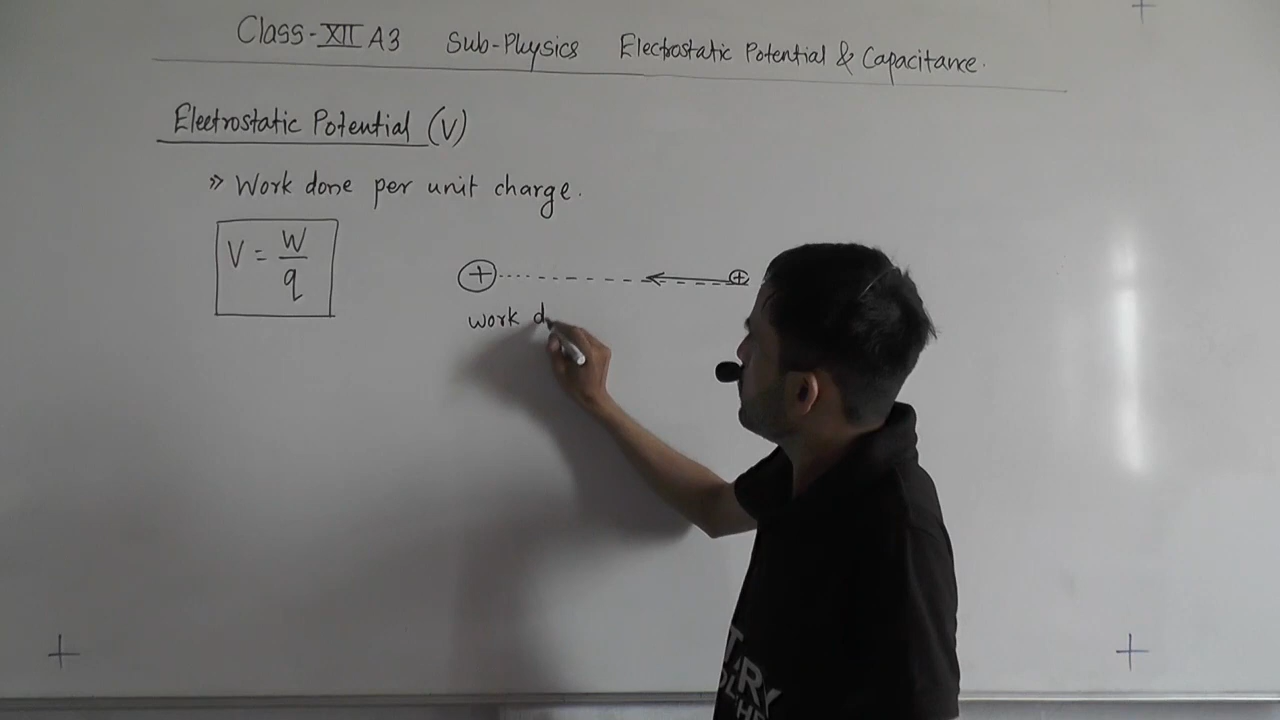 Class-XII A3 Sub-Physics Electrostatic Potential & Capacitance.
Electrostatic Potential (V)
» Work done per unit charge.
V = W/q
+ +
work d